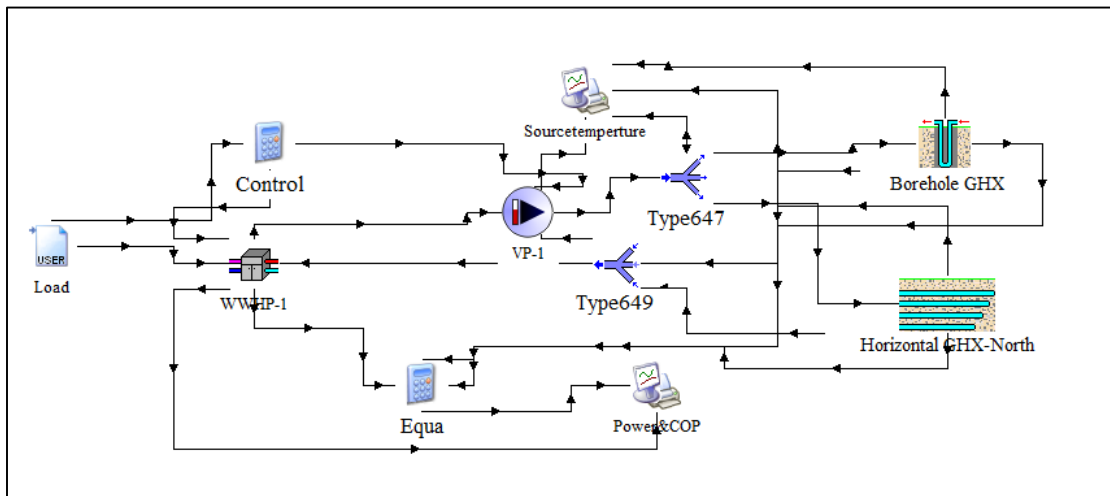 Sourcetemperture
Control
Borehole GHX
Type647
VP-1
USER
Load
WWHP-1
Type649
Horizontal GHX-North
Equa
Power&COP